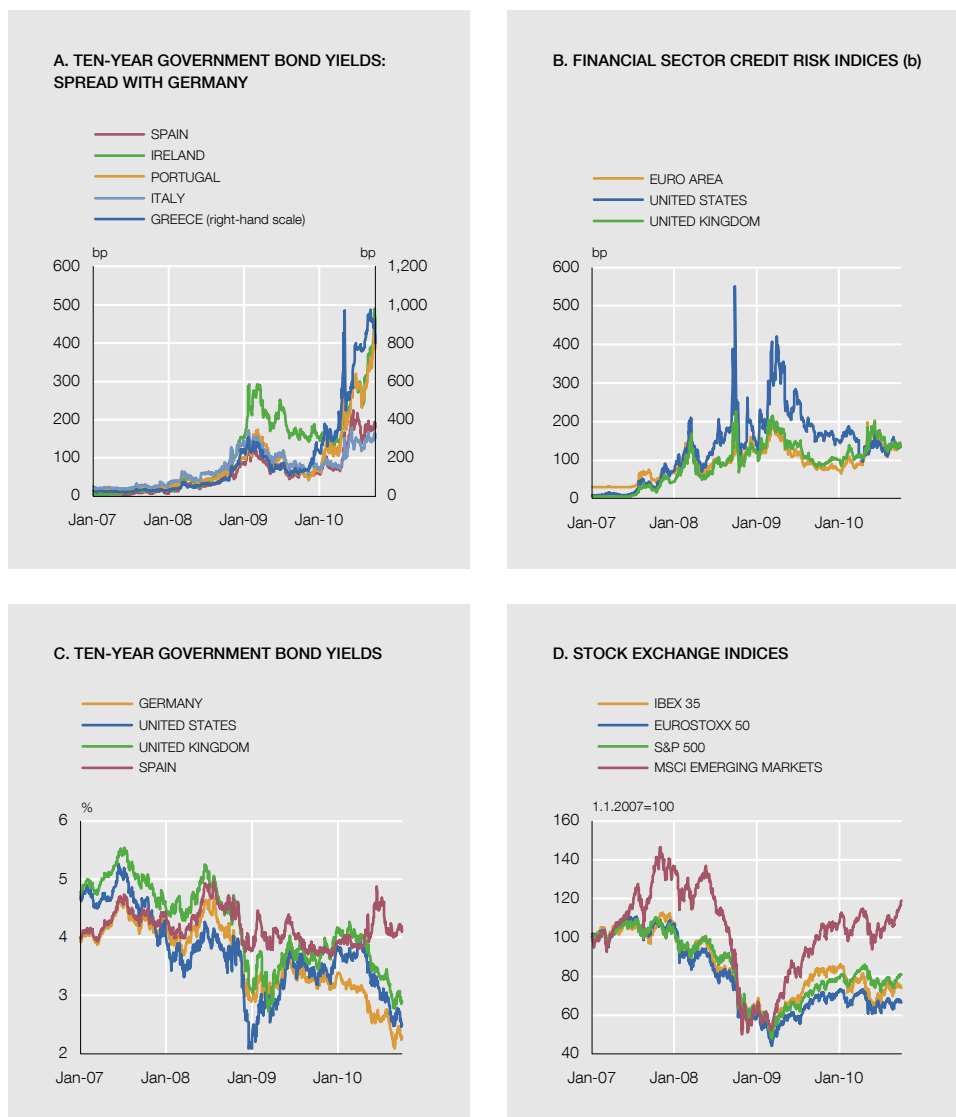 A. TEN-YEAR GOVERNMENT BOND YIELDS:
SPREAD WITH GERMANY
SPAIN
IRELAND
PORTUGAL
ITALY
GREECE (right-hand scale)
bp
bp
600
500
400
300
200
100
0
1,200
1,000
800
600
400
200
0
Jan-07 Jan-08 Jan-09 Jan-10
B. FINANCIAL SECTOR CREDIT RISK INDICES (b)
EURO AREA
UNITED STATES
UNITED KINGDOM
bp
600
500
400
300
200
100
0
Jan-07 Jan-08 Jan-09 Jan-10
C. TEN-YEAR GOVERNMENT BOND YIELDS
GERMANY
UNITED STATES
UNITED KINGDOM
SPAIN
%
6
5
4
3
2
Jan-07 Jan-08 Jan-09 Jan-10
D. STOCK EXCHANGE INDICES
IBEX 35
EUROSTOXX 50
S&P 500
MSCI EMERGING MARKETS
1.1.2007=100
160
140
120
100
80
60
40
Jan-07 Jan-08 Jan-09 Jan-10